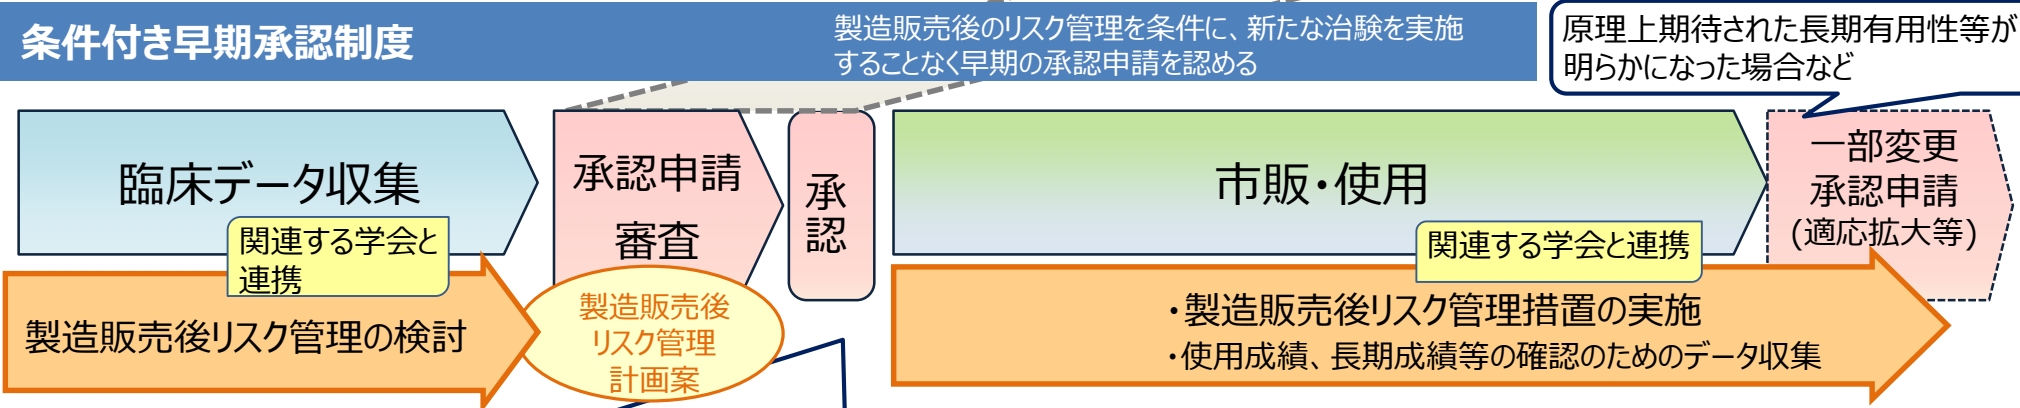 条件付き早期承認制度
製造販売後のリスク管理を条件に、新たな治験を実施
することなく早期の承認申請を認める
原理上期待された長期有用性等が
明らかになった場合など
臨床データ収集
承認申請
審査
承
認
市販・使用
一部変更
承認申請
(適応拡大等)
関連する学会と
連携
関連する学会と連携
製造販売後リスク管理の検討
製造販売後
リスク管理
計画案
・製造販売後リスク管理措置の実施
・使用成績、長期成績等の確認のためのデータ収集